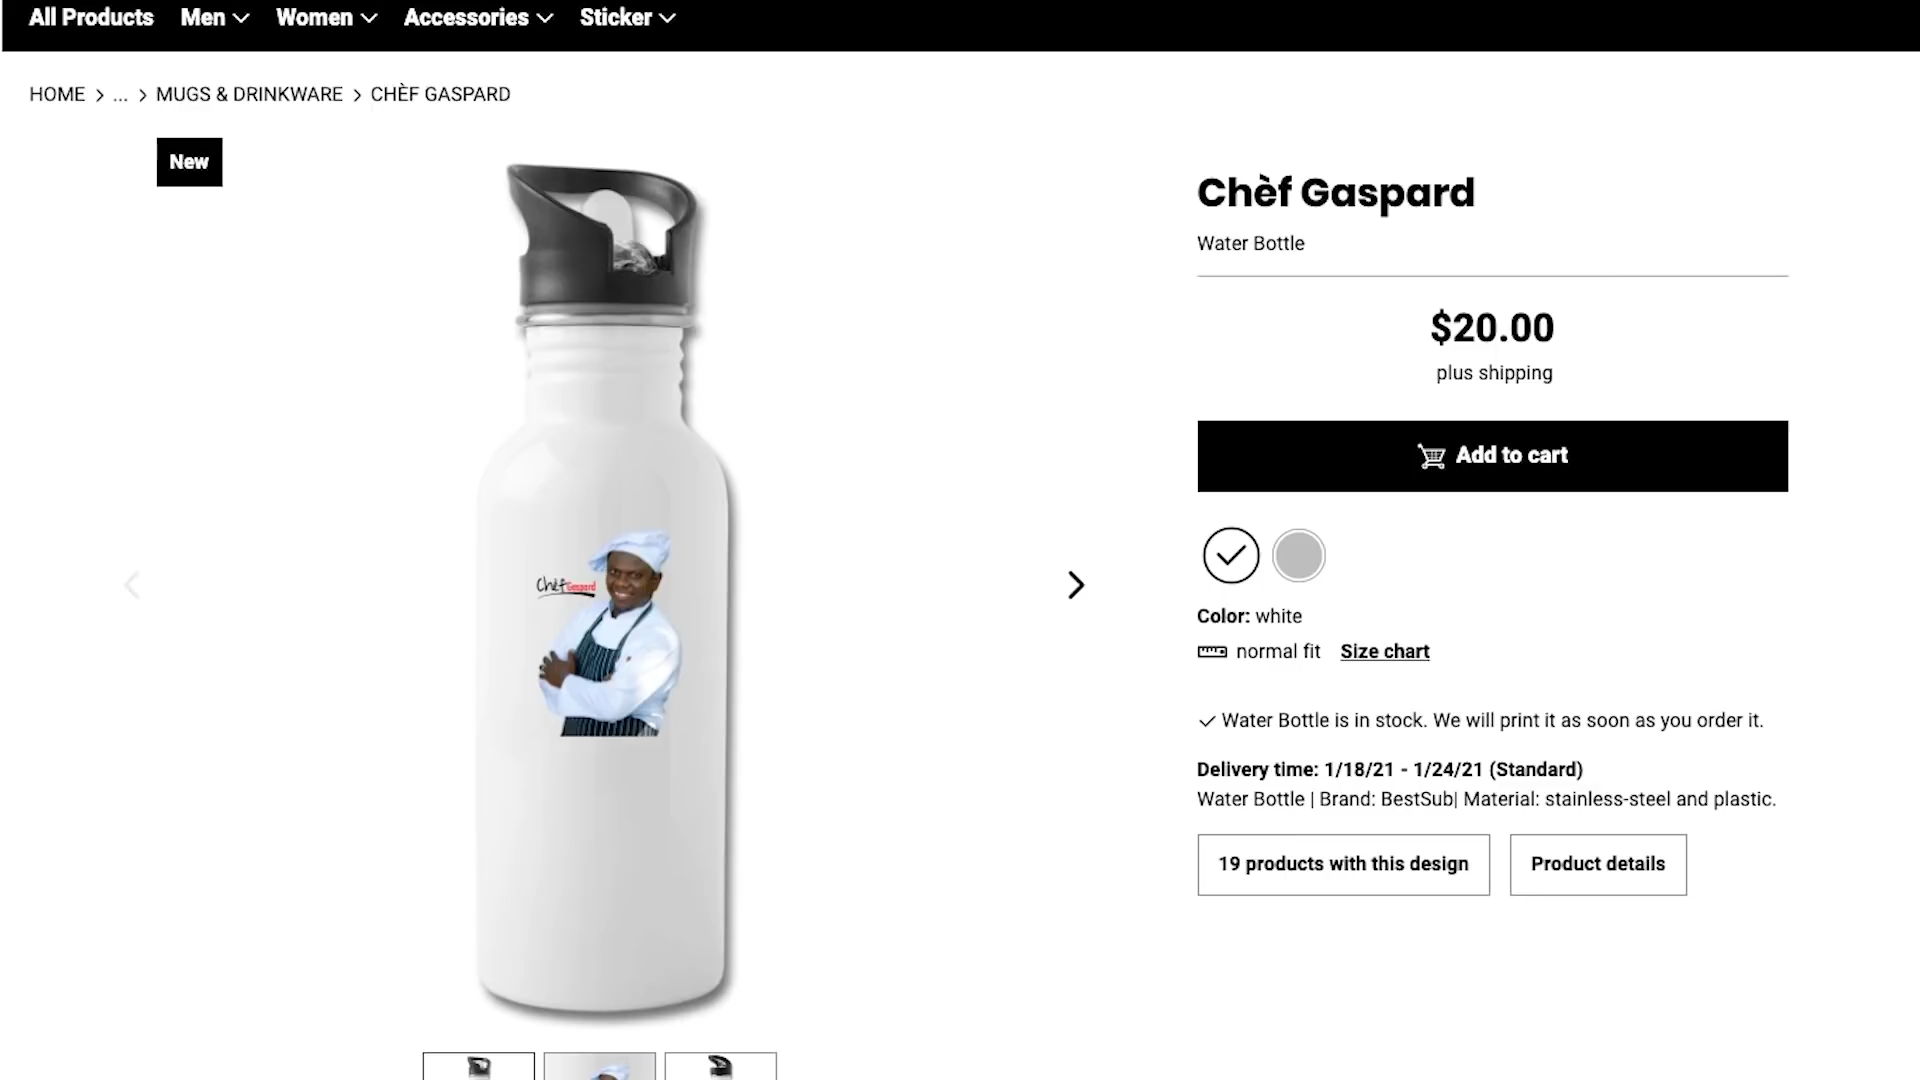 All Products Men Women Accessories Sticker
HOME > ... > MUGS & DRINKWARE > CHÈF GASPARD
New
Chèf Gaspard
Water Bottle
$20.00
plus shipping
Add to cart
Chèf Gaspard
Color: white
normal fit Size chart
Water Bottle is in stock. We will print it as soon as you order it.
Delivery time: 1/18/21 - 1/24/21 (Standard)
Water Bottle | Brand: BestSub| Material: stainless-steel and plastic.
19 products with this design
Product details